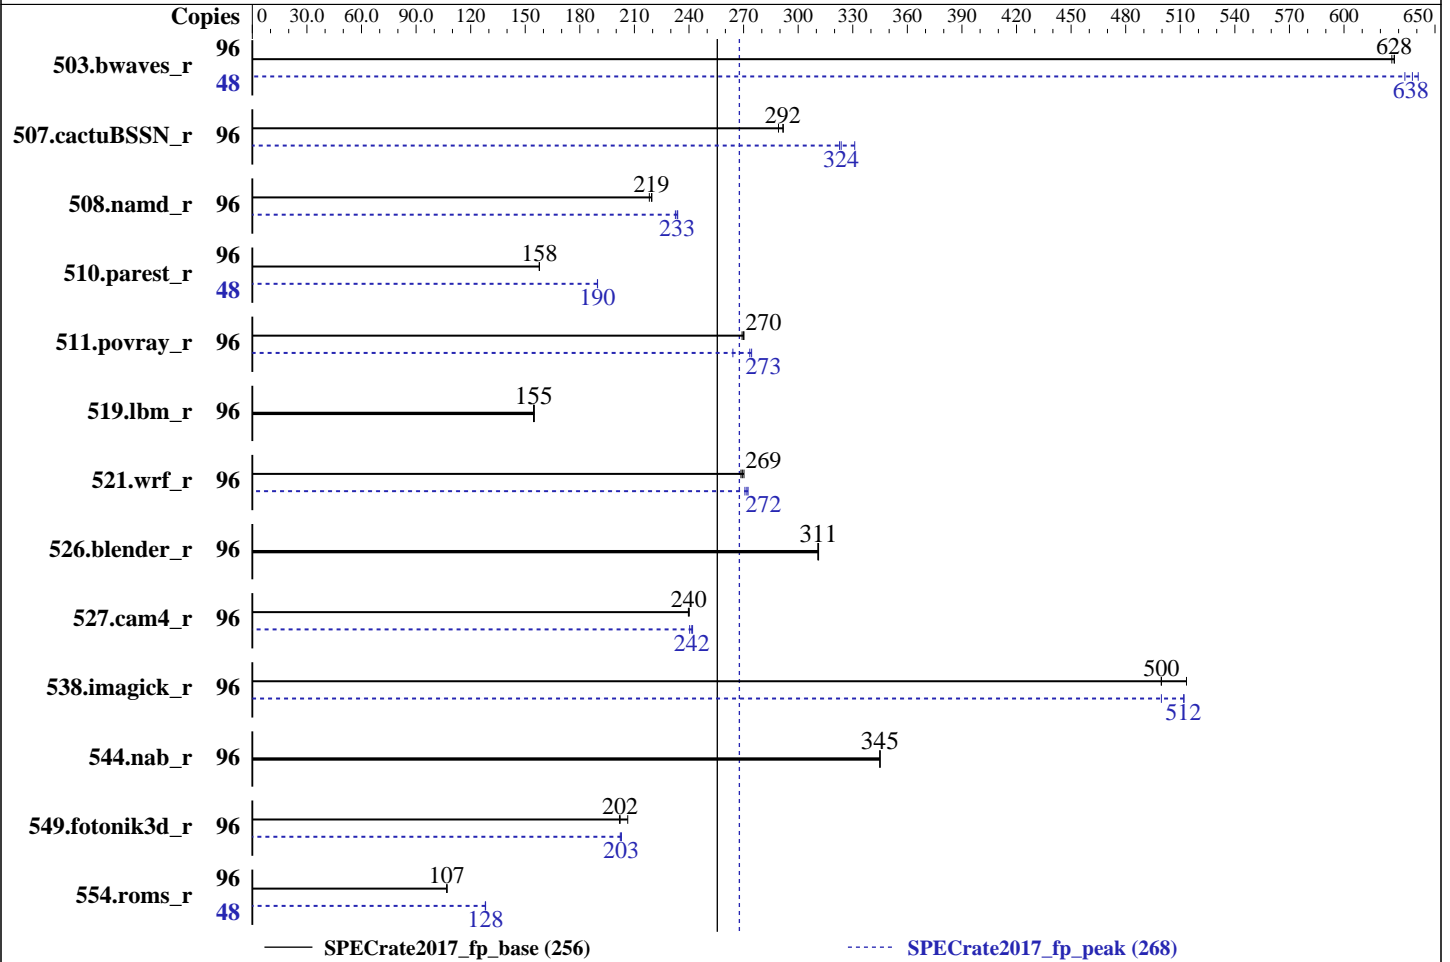 Copies 0 30.0 60.0 90.0 120 150 180 210 240 270 300 330 360 390 420 450 480 510 540 570 600 650
503.bwaves_r 96 628
48 638
507.cactuBSSN_r 96 292
324
508.namd_r 96 219
233
510.parest_r 96 158
48 190
511.povray_r 96 270
273
519.lbm_r 96 155
521.wrf_r 96 269
272
526.blender_r 96 311
527.cam4_r 96 240
242
538.imagick_r 96 500
512
544.nab_r 96 345
549.fotonik3d_r 96 202
203
554.roms_r 96 107
48 128
SPECrate2017_fp_base (256) SPECrate2017_fp_peak (268)